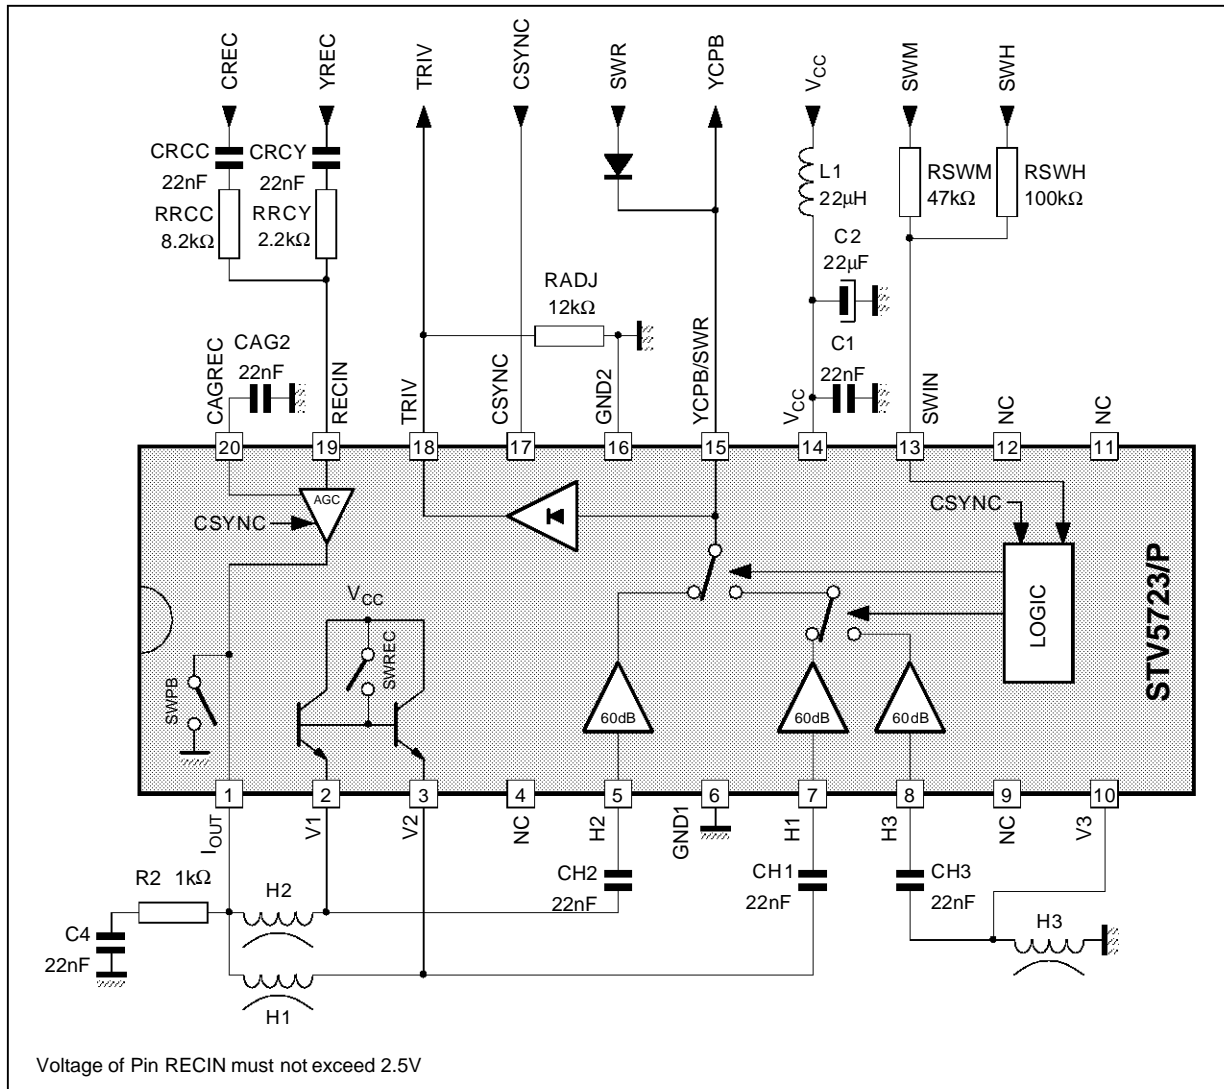 CREC YREC TRIV CSYNC SWR YCPB VCC SWM SWH
CRCC
22nF
CRCY
22nF
RRCC
8.2kΩ
RRCY
2.2kΩ
L1
22μH
RSWM
47kΩ
RSWH
100kΩ
C2
22μF
RADJ
12kΩ
CAG2
22nF
C1
22nF
CAGREC RECIN TRIV CSYNC GND2 YCPB/SWR VCC SWIN NC NC
20 19 18 17 16 15 14 13 12 11
AGC
CSYNC
CSYNC
LOGIC
STV5723/P
VCC
SWREC
SWPB
60dB 60dB 60dB
1 2 3 4 5 6 7 8 9 10
IOUT V1 V2 NC H2 GND1 H1 H3 NC V3
R2 1kΩ
H2
CH2
22nF
CH1
22nF
CH3
22nF
H3
C4
22nF
H1
Voltage of Pin RECIN must not exceed 2.5V